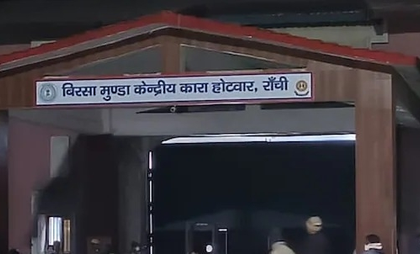 बिरसा मुण्डा केन्द्रीय कारा होटवार, राँची